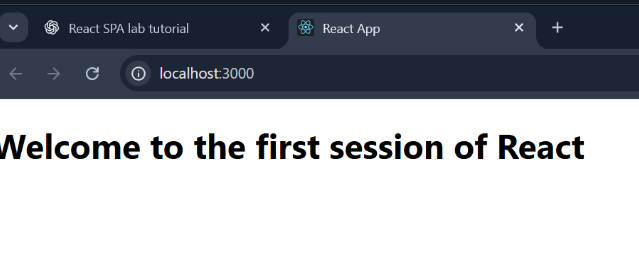 React SPA lab tutorial
React App
localhost:3000
Welcome to the first session of React